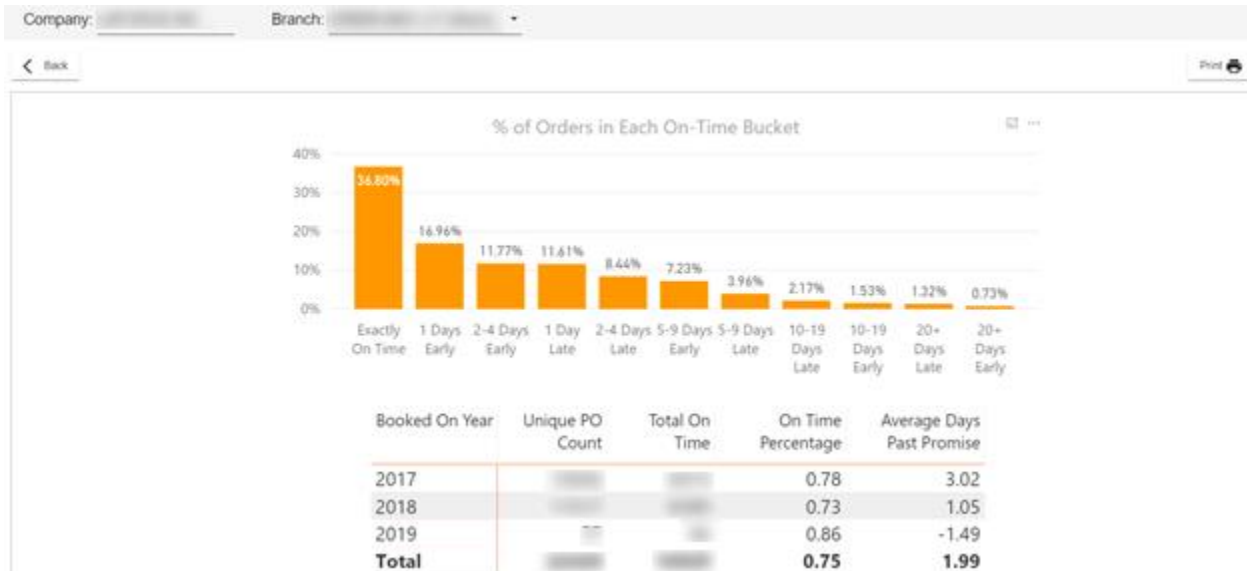 Company:
Branch:
Back
Print
% of Orders in Each On-Time Bucket
40%
30%
20%
10%
0%
36.80%
16.96%
11.77%
11.61%
8.44%
7.23%
3.96%
2.17%
1.53%
1.32%
0.73%
Exactly On Time
1 Days Early
2-4 Days Early
1 Day Late
2-4 Days Late
5-9 Days Early
5-9 Days Late
10-19 Days Late
10-19 Days Early
20+ Days Late
20+ Days Early
Booked On Year Unique PO Count Total On Time On Time Percentage Average Days Past Promise
2017 0.78 3.02
2018 0.73 1.05
2019 0.86 -1.49
Total 0.75 1.99